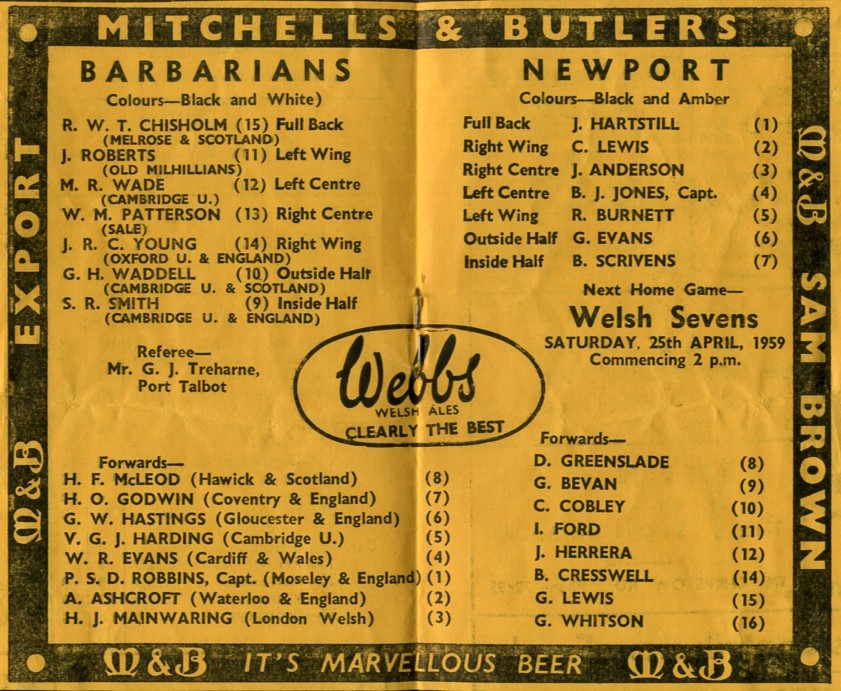 MITCHELLS & BUTLERS
EXPORT
M&B
BARBARIANS
Colours—Black and White)
R. W. T. CHISHOLM (15) Full Back
(MELROSE & SCOTLAND)
J. ROBERTS (11) Left Wing
(OLD MILHILLIANS)
M. R. WADE (12) Left Centre
(CAMBRIDGE U.)
W. M. PATTERSON (13) Right Centre
(SALE)
J. R. C. YOUNG (14) Right Wing
(OXFORD U. & ENGLAND)
G. H. WADDELL (10) Outside Half
(CAMBRIDGE U. & SCOTLAND)
S. R. SMITH (9) Inside Half
(CAMBRIDGE U. & ENGLAND)
Referee—
Mr. G. J. Treharne,
Port Talbot
Forwards—
H. F. McLEOD (Hawick & Scotland) (8)
H. O. GODWIN (Coventry & England) (7)
G. W. HASTINGS (Gloucester & England) (6)
V. G. J. HARDING (Cambridge U.) (5)
W. R. EVANS (Cardiff & Wales) (4)
P. S. D. ROBBINS, Capt. (Moseley & England) (1)
A. ASHCROFT (Waterloo & England) (2)
H. J. MAINWARING (London Welsh) (3)
Webbs
WELSH ALES
CLEARLY THE BEST
NEWPORT
Colours—Black and Amber
Full Back J. HARTSTILL (1)
Right Wing C. LEWIS (2)
Right Centre J. ANDERSON (3)
Left Centre B. J. JONES, Capt. (4)
Left Wing R. BURNETT (5)
Outside Half G. EVANS (6)
Inside Half B. SCRIVENS (7)
Next Home Game—
Welsh Sevens
SATURDAY, 25th APRIL, 1959
Commencing 2 p.m.
Forwards—
D. GREENSLADE (8)
G. BEVAN (9)
C. COBLEY (10)
I. FORD (11)
J. HERRERA (12)
B. CRESSWELL (14)
G. LEWIS (15)
G. WHITSON (16)
M&B SAM BROWN
M&B IT'S MARVELLOUS BEER M&B